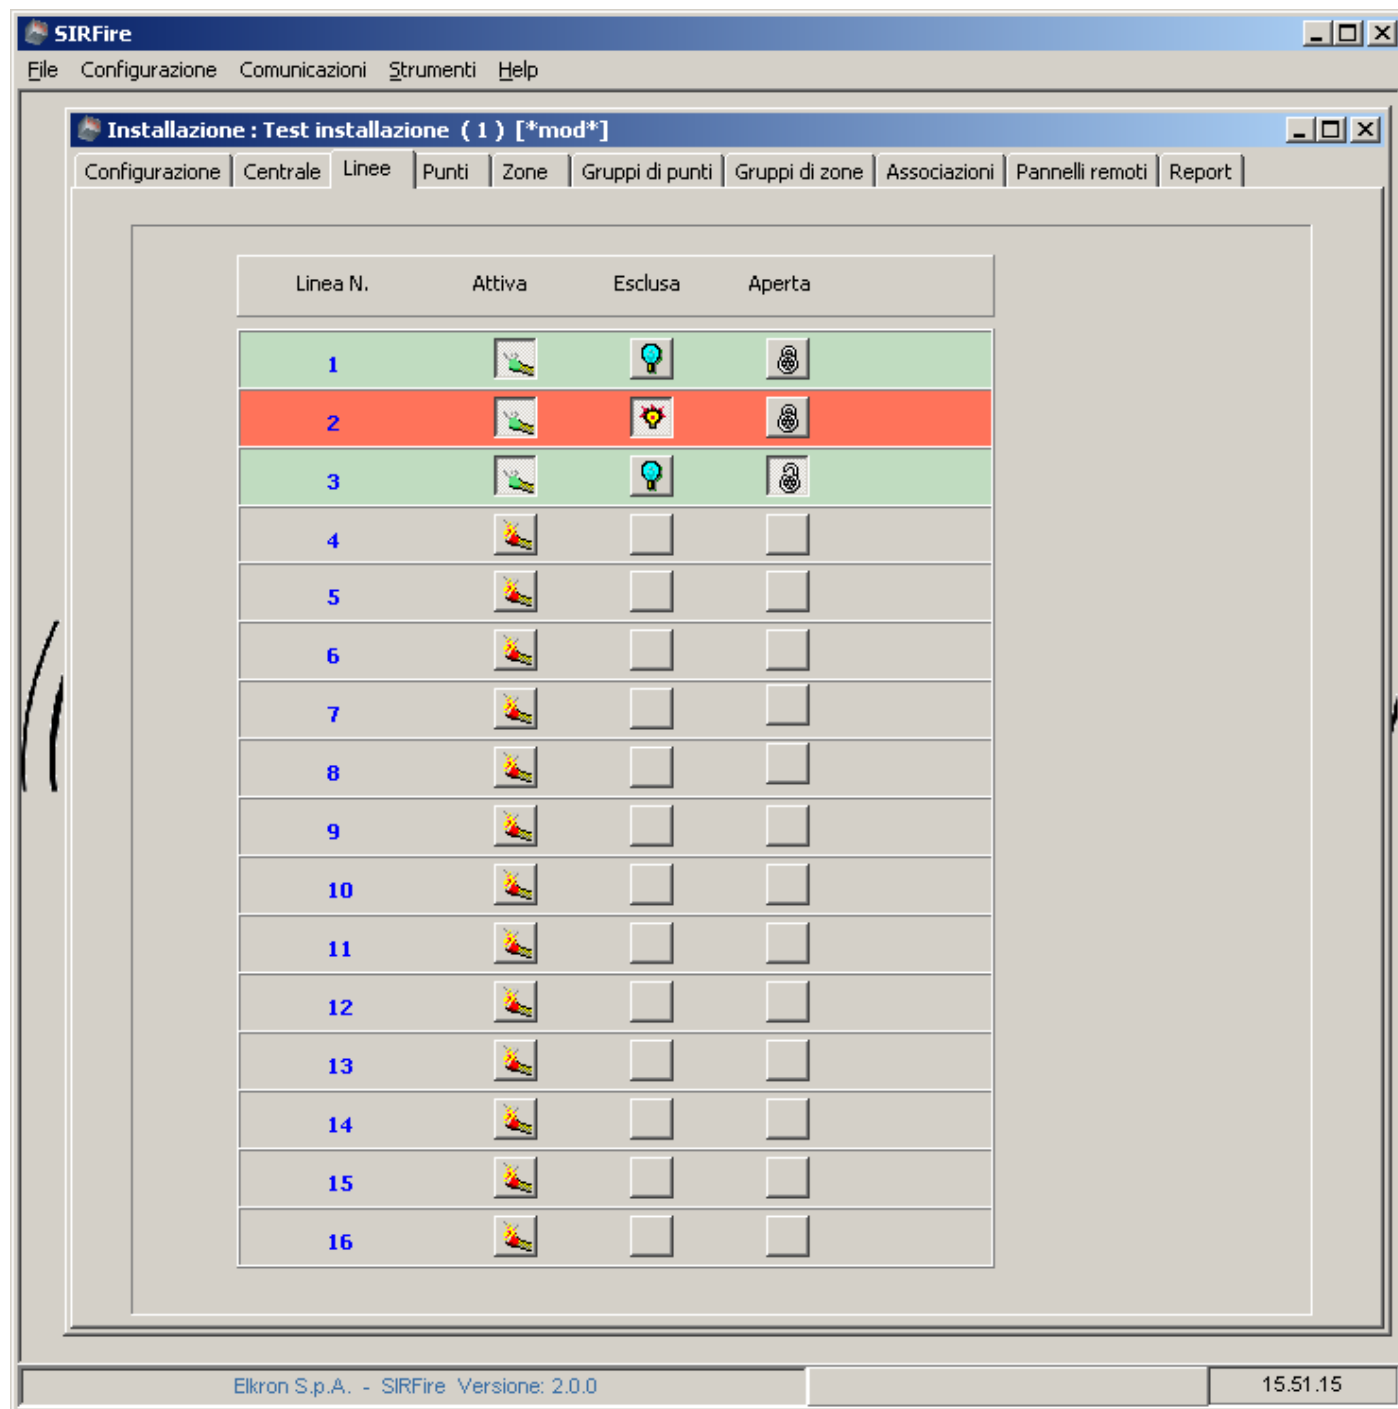 SIRFire
File Configurazione Comunicazioni Strumenti Help
Installazione : Test installazione ( 1 ) [*mod*]
Configurazione Centrale Linee Punti Zone Gruppi di punti Gruppi di zone Associazioni Pannelli remoti Report
Linea N. Attiva Esclusa Aperta
1
2
3
4
5
6
7
8
9
10
11
12
13
14
15
16
Elkron S.p.A. - SIRFire Versione: 2.0.0 15.51.15